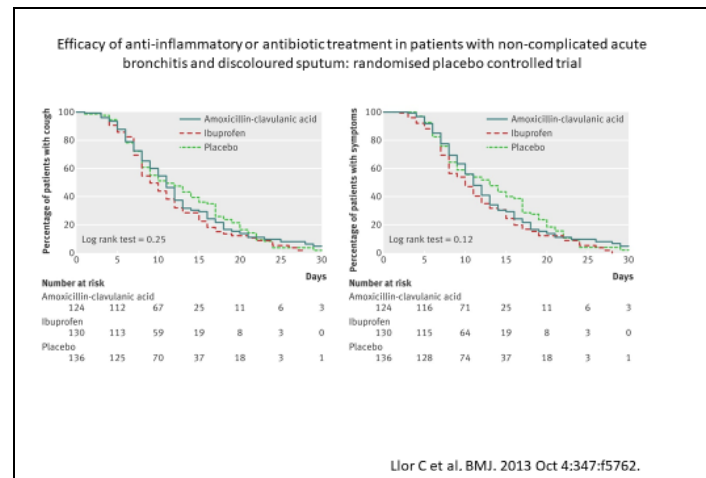 Efficacy of anti-inflammatory or antibiotic treatment in patients with non-complicated acute
bronchitis and discoloured sputum: randomised placebo controlled trial
Percentage of patients with cough
100
80
60
40
20
0
Amoxicillin-clavulanic acid
Ibuprofen
Placebo
Log rank test = 0.25
0 5 10 15 20 25 30
Days
Number at risk
Amoxicillin-clavulanic acid
124 112 67 25 11 6 3
Ibuprofen
130 113 59 19 8 3 0
Placebo
136 125 70 37 18 3 1
Percentage of patients with symptoms
100
80
60
40
20
0
Amoxicillin-clavulanic acid
Ibuprofen
Placebo
Log rank test = 0.12
0 5 10 15 20 25 30
Days
Number at risk
Amoxicillin-clavulanic acid
124 116 71 25 11 6 3
Ibuprofen
130 115 64 19 8 3 0
Placebo
136 128 74 37 18 3 1
Llor C et al. BMJ. 2013 Oct 4:347:f5762.